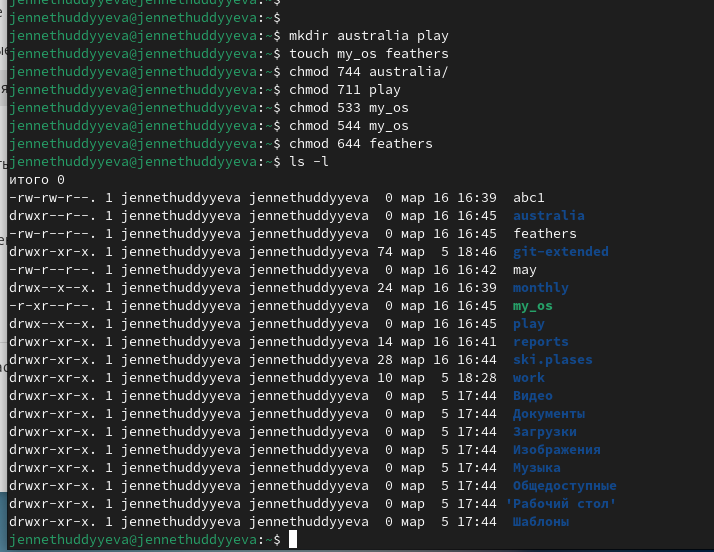 jennethuddyyeva@jennethuddyyeva:~$
jennethuddyyeva@jennethuddyyeva:~$
jennethuddyyeva@jennethuddyyeva:~$ mkdir australia play
jennethuddyyeva@jennethuddyyeva:~$ touch my_os feathers
jennethuddyyeva@jennethuddyyeva:~$ chmod 744 australia/
jennethuddyyeva@jennethuddyyeva:~$ chmod 711 play
jennethuddyyeva@jennethuddyyeva:~$ chmod 533 my_os
jennethuddyyeva@jennethuddyyeva:~$ chmod 544 my_os
jennethuddyyeva@jennethuddyyeva:~$ chmod 644 feathers
jennethuddyyeva@jennethuddyyeva:~$ ls -l
итого 0
-rw-rw-r--. 1 jennethuddyyeva jennethuddyyeva  0 мар 16 16:39  abc1
drwxr--r--. 1 jennethuddyyeva jennethuddyyeva  0 мар 16 16:45  australia
-rw-r--r--. 1 jennethuddyyeva jennethuddyyeva  0 мар 16 16:45  feathers
drwxr-xr-x. 1 jennethuddyyeva jennethuddyyeva 74 мар  5 18:46  git-extended
-rw-r--r--. 1 jennethuddyyeva jennethuddyyeva  0 мар 16 16:42  may
drwx--x--x. 1 jennethuddyyeva jennethuddyyeva 24 мар 16 16:39  monthly
-r-xr--r--. 1 jennethuddyyeva jennethuddyyeva  0 мар 16 16:45  my_os
drwx--x--x. 1 jennethuddyyeva jennethuddyyeva  0 мар 16 16:45  play
drwxr-xr-x. 1 jennethuddyyeva jennethuddyyeva 14 мар 16 16:41  reports
drwxr-xr-x. 1 jennethuddyyeva jennethuddyyeva 28 мар 16 16:44  ski.plases
drwxr-xr-x. 1 jennethuddyyeva jennethuddyyeva 10 мар  5 18:28  work
drwxr-xr-x. 1 jennethuddyyeva jennethuddyyeva  0 мар  5 17:44  Видео
drwxr-xr-x. 1 jennethuddyyeva jennethuddyyeva  0 мар  5 17:44  Документы
drwxr-xr-x. 1 jennethuddyyeva jennethuddyyeva  0 мар  5 17:44  Загрузки
drwxr-xr-x. 1 jennethuddyyeva jennethuddyyeva  0 мар  5 17:44  Изображения
drwxr-xr-x. 1 jennethuddyyeva jennethuddyyeva  0 мар  5 17:44  Музыка
drwxr-xr-x. 1 jennethuddyyeva jennethuddyyeva  0 мар  5 17:44  Общедоступные
drwxr-xr-x. 1 jennethuddyyeva jennethuddyyeva  0 мар  5 17:44 'Рабочий стол'
drwxr-xr-x. 1 jennethuddyyeva jennethuddyyeva  0 мар  5 17:44  Шаблоны
jennethuddyyeva@jennethuddyyeva:~$